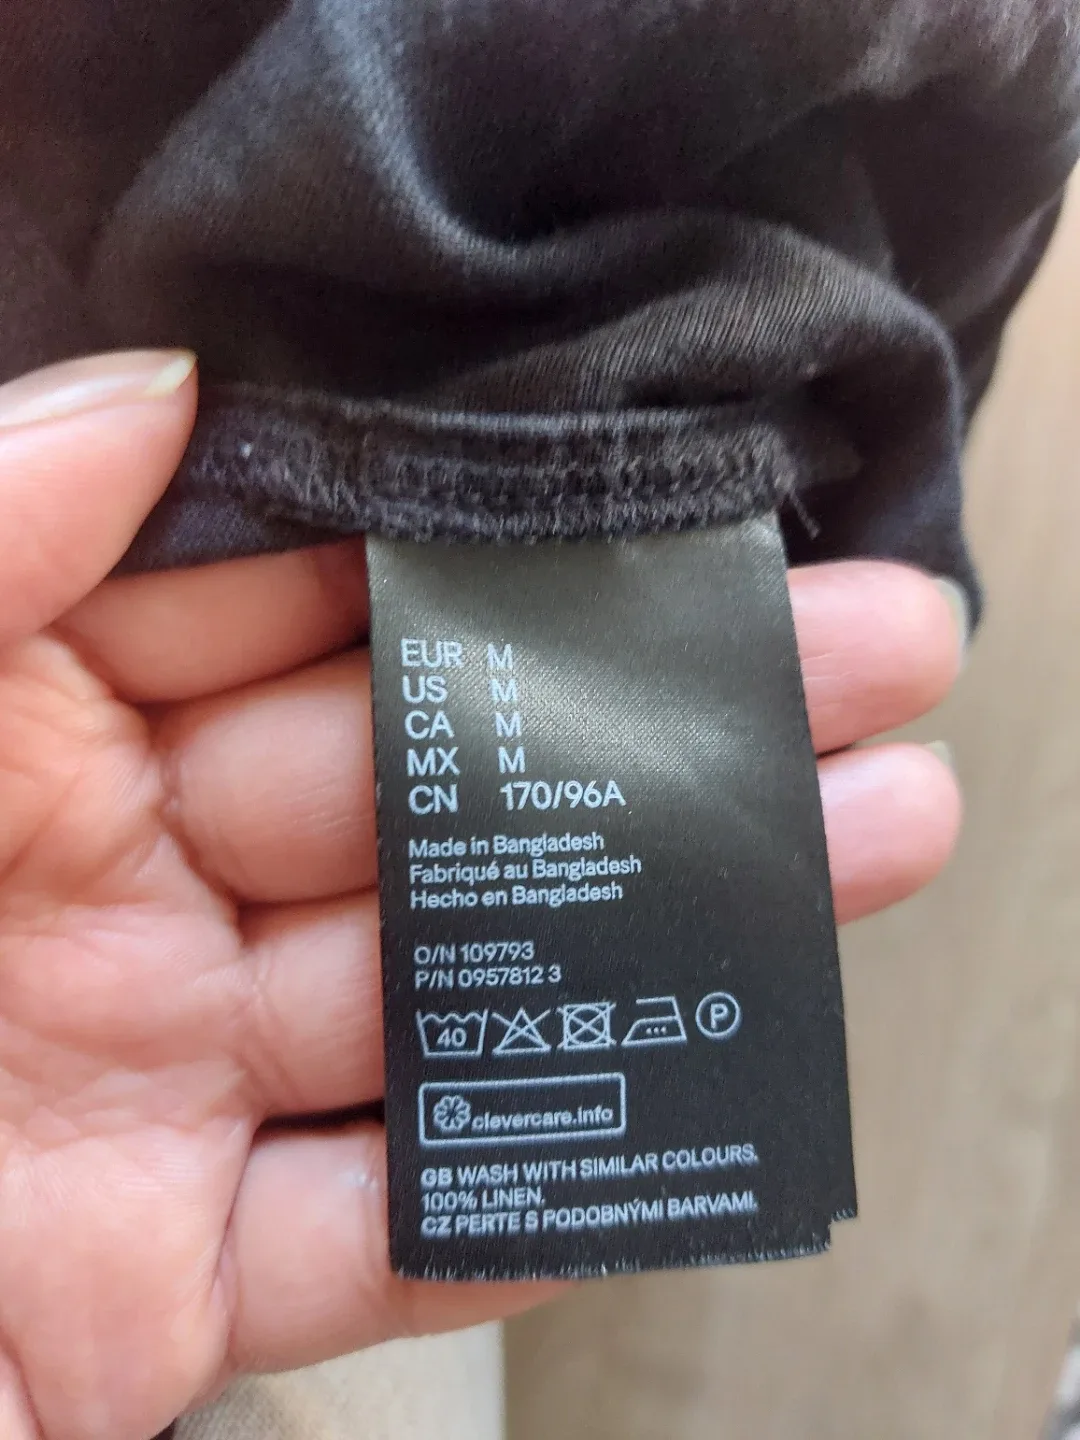 EUR M
US M
CA M
MX M
CN 170/96A
Made in Bangladesh
Fabriqué au Bangladesh
Hecho en Bangladesh
O/N 109793
P/N 0957812 3
40 P
clevercare.info
GB WASH WITH SIMILAR COLOURS.
100% LINEN.
CZ PERTE S PODOBNÝMI BARVAMI.